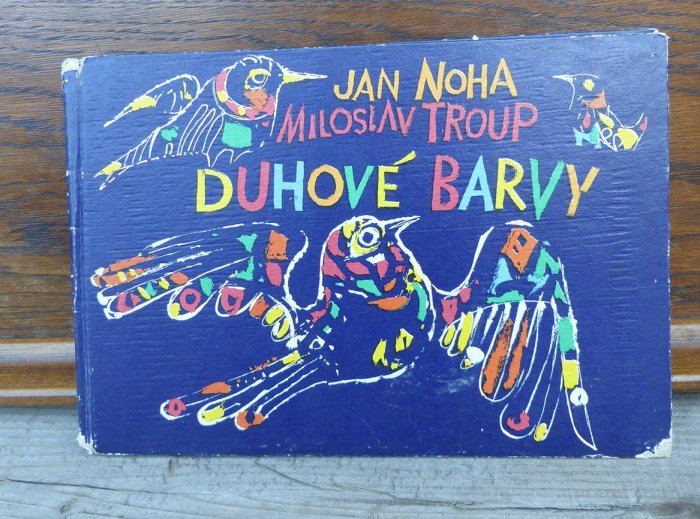 JAN NOHA
MILOSLAV TROUP
DUHOVÉ BARVY